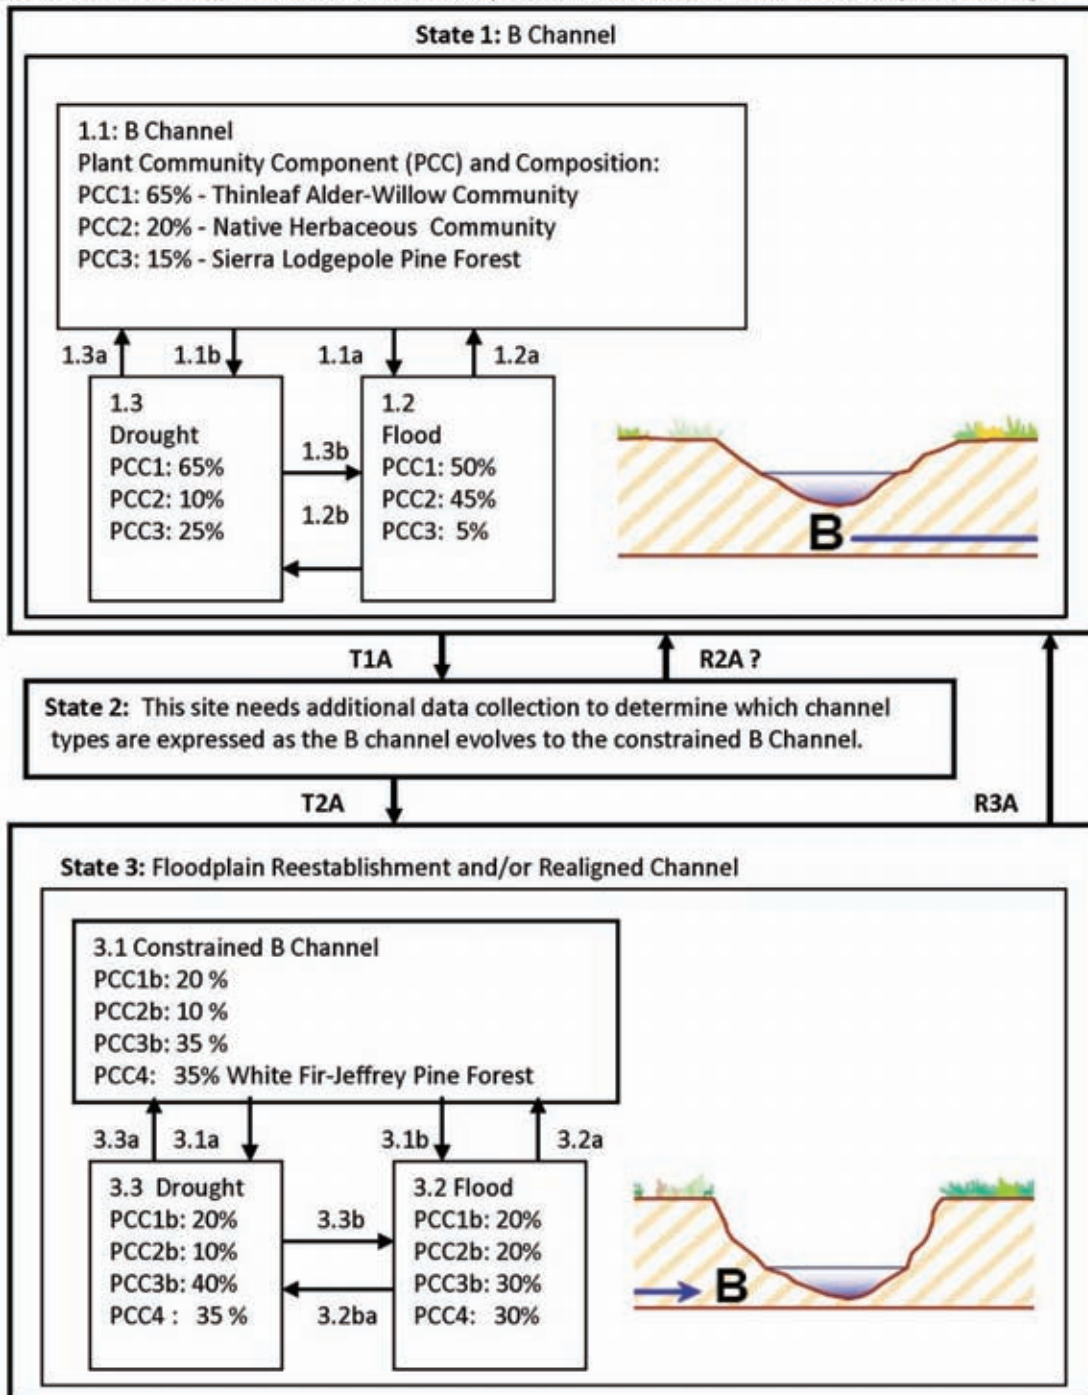 State 1: B Channel
1.1: B Channel
Plant Community Component (PCC) and Composition:
PCC1: 65% - Thinleaf Alder-Willow Community
PCC2: 20% - Native Herbaceous Community
PCC3: 15% - Sierra Lodgepole Pine Forest
1.3a
1.1b
1.1a
1.2a
1.3
Drought
PCC1: 65%
PCC2: 10%
PCC3: 25%
1.3b
1.2b
1.2
Flood
PCC1: 50%
PCC2: 45%
PCC3: 5%
B
T1A
R2A ?
State 2: This site needs additional data collection to determine which channel
types are expressed as the B channel evolves to the constrained B Channel.
T2A
R3A
State 3: Floodplain Reestablishment and/or Realigned Channel
3.1 Constrained B Channel
PCC1b: 20 %
PCC2b: 10 %
PCC3b: 35 %
PCC4: 35% White Fir-Jeffrey Pine Forest
3.3a
3.1a
3.1b
3.2a
3.3 Drought
PCC1b: 20%
PCC2b: 10%
PCC3b: 40%
PCC4 : 35 %
3.3b
3.2ba
3.2 Flood
PCC1b: 20%
PCC2b: 20%
PCC3b: 30%
PCC4: 30%
B